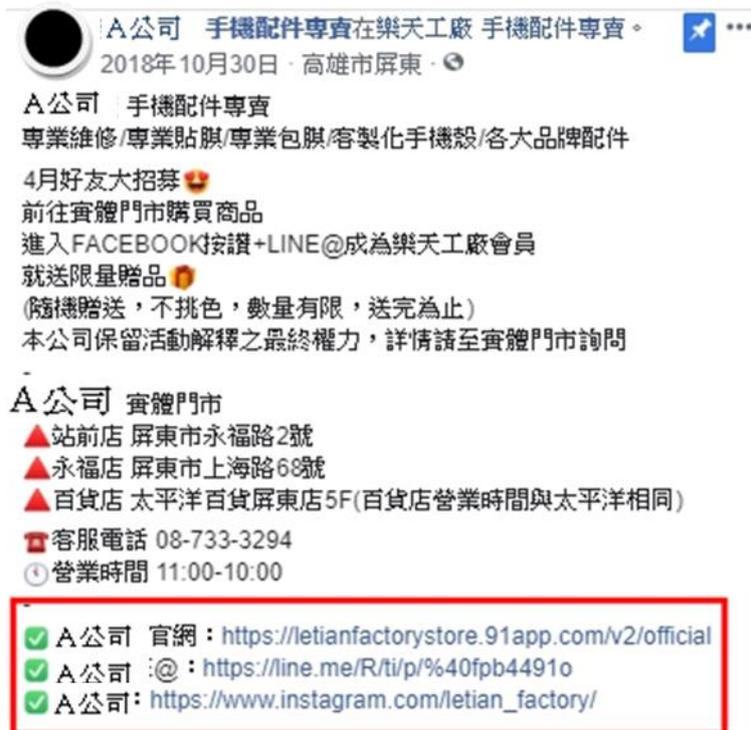 A公司 手機配件專賣在樂天工廠 手機配件專賣。
2018年10月30日 · 高雄市屏東 ·
A公司 手機配件專賣
專業維修/專業貼膜/專業包膜/客製化手機殼/各大品牌配件
4月好友大招募😍
前往實體門市購買商品
進入FACEBOOK按讚+LINE@成為樂天工廠會員
就送限量贈品🎁
(隨機贈送，不挑色，數量有限，送完為止)
本公司保留活動解釋之最終權力，詳情請至實體門市詢問
-
A公司 實體門市
🔺站前店 屏東市永福路2號
🔺永福店 屏東市上海路68號
🔺百貨店 太平洋百貨屏東店5F(百貨店營業時間與太平洋相同)
☎客服電話 08-733-3294
🕚營業時間 11:00-10:00
-
✅ A公司 官網：https://letianfactorystore.91app.com/v2/official
✅ A公司 @：https://line.me/R/ti/p/%40fpb4491o
✅ A公司: https://www.instagram.com/letian_factory/